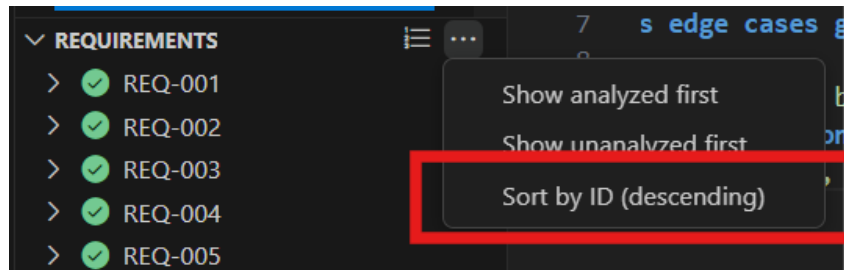 REQUIREMENTS
REQ-001
REQ-002
REQ-003
REQ-004
REQ-005
7 s edge cases g
Show analyzed first
Show unanalyzed first
Sort by ID (descending)